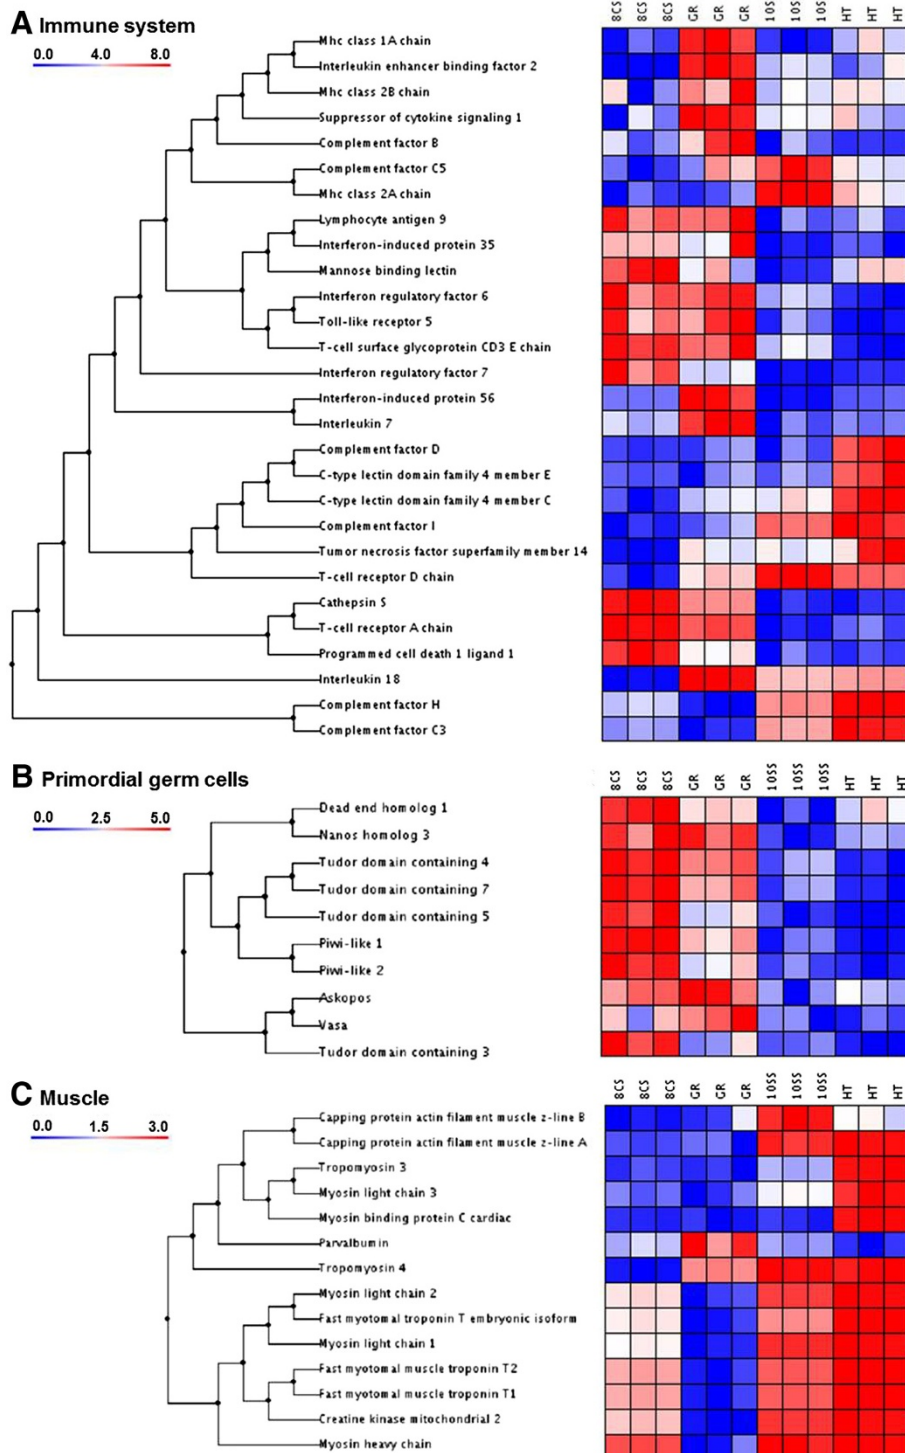 A Immune system
0.0 4.0 8.0
8CS 8CS 8CS GR GR GR 10SS 10SS 10SS HT HT HT
Mhc class 1A chain
Interleukin enhancer binding factor 2
Mhc class 2B chain
Suppressor of cytokine signaling 1
Complement factor B
Complement factor C5
Mhc class 2A chain
Lymphocyte antigen 9
Interferon-induced protein 35
Mannose binding lectin
Interferon regulatory factor 6
Toll-like receptor 5
T-cell surface glycoprotein CD3 E chain
Interferon regulatory factor 7
Interferon-induced protein 56
Interleukin 7
Complement factor D
C-type lectin domain family 4 member E
C-type lectin domain family 4 member C
Complement factor I
Tumor necrosis factor superfamily member 14
T-cell receptor D chain
Cathepsin S
T-cell receptor A chain
Programmed cell death 1 ligand 1
Interleukin 18
Complement factor H
Complement factor C3
B Primordial germ cells
0.0 2.5 5.0
8CS 8CS 8CS GR GR GR 10SS 10SS 10SS HT HT HT
Dead end homolog 1
Nanos homolog 3
Tudor domain containing 4
Tudor domain containing 7
Tudor domain containing 5
Piwi-like 1
Piwi-like 2
Askopos
Vasa
Tudor domain containing 3
C Muscle
0.0 1.5 3.0
8CS 8CS 8CS GR GR GR 10SS 10SS 10SS HT HT HT
Capping protein actin filament muscle z-line B
Capping protein actin filament muscle z-line A
Tropomyosin 3
Myosin light chain 3
Myosin binding protein C cardiac
Parvalbumin
Tropomyosin 4
Myosin light chain 2
Fast myotomal troponin T embryonic isoform
Myosin light chain 1
Fast myotomal muscle troponin T2
Fast myotomal muscle troponin T1
Creatine kinase mitochondrial 2
Myosin heavy chain